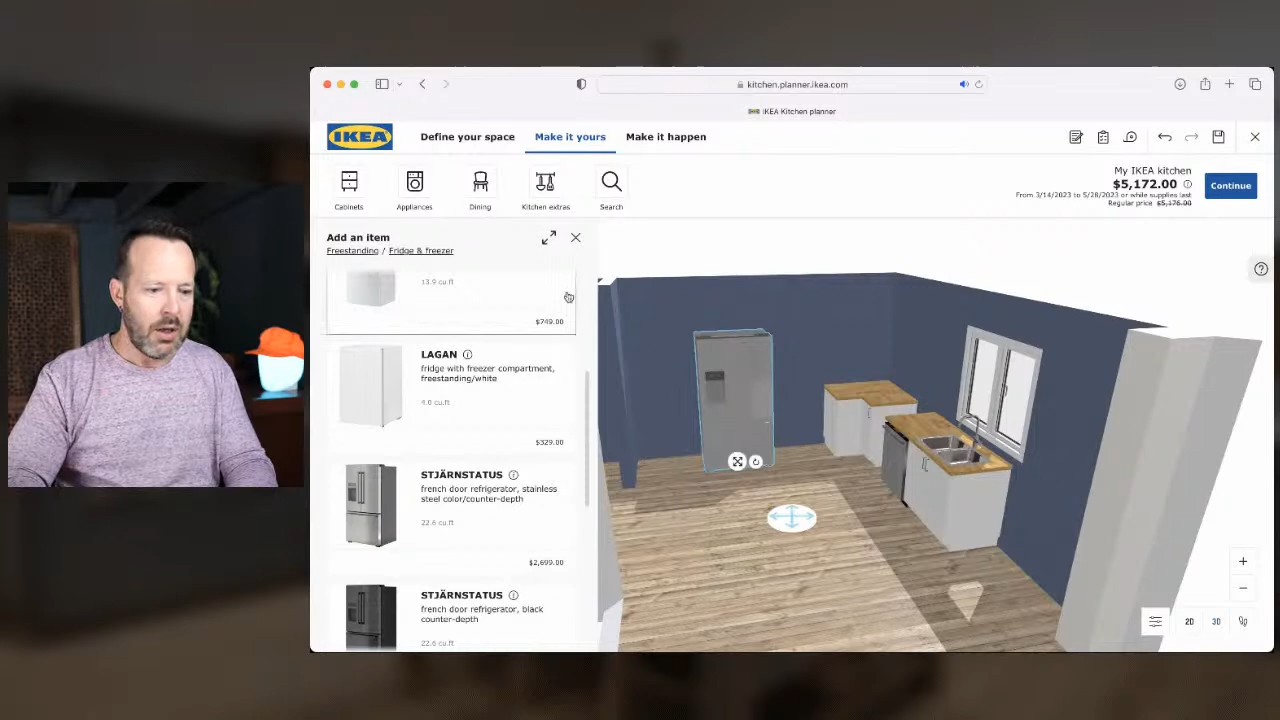 kitchen.planner.ikea.com
IKEA Kitchen planner
IKEA
Define your space
Make it yours
Make it happen
Cabinets
Appliances
Dining
Kitchen extras
Search
My IKEA kitchen
$5,172.00
From 3/14/2023 to 5/28/2023 or while supplies last
Regular price $5,176.00
Continue
Add an item
Freestanding / Fridge & freezer
13.9 cu.ft
$749.00
LAGAN
fridge with freezer compartment,
freestanding/white
4.0 cu.ft
$329.00
STJÄRNSTATUS
french door refrigerator, stainless
steel color/counter-depth
22.6 cu.ft
$2,699.00
STJÄRNSTATUS
french door refrigerator, black
counter-depth
22.6 cu.ft
2D
3D